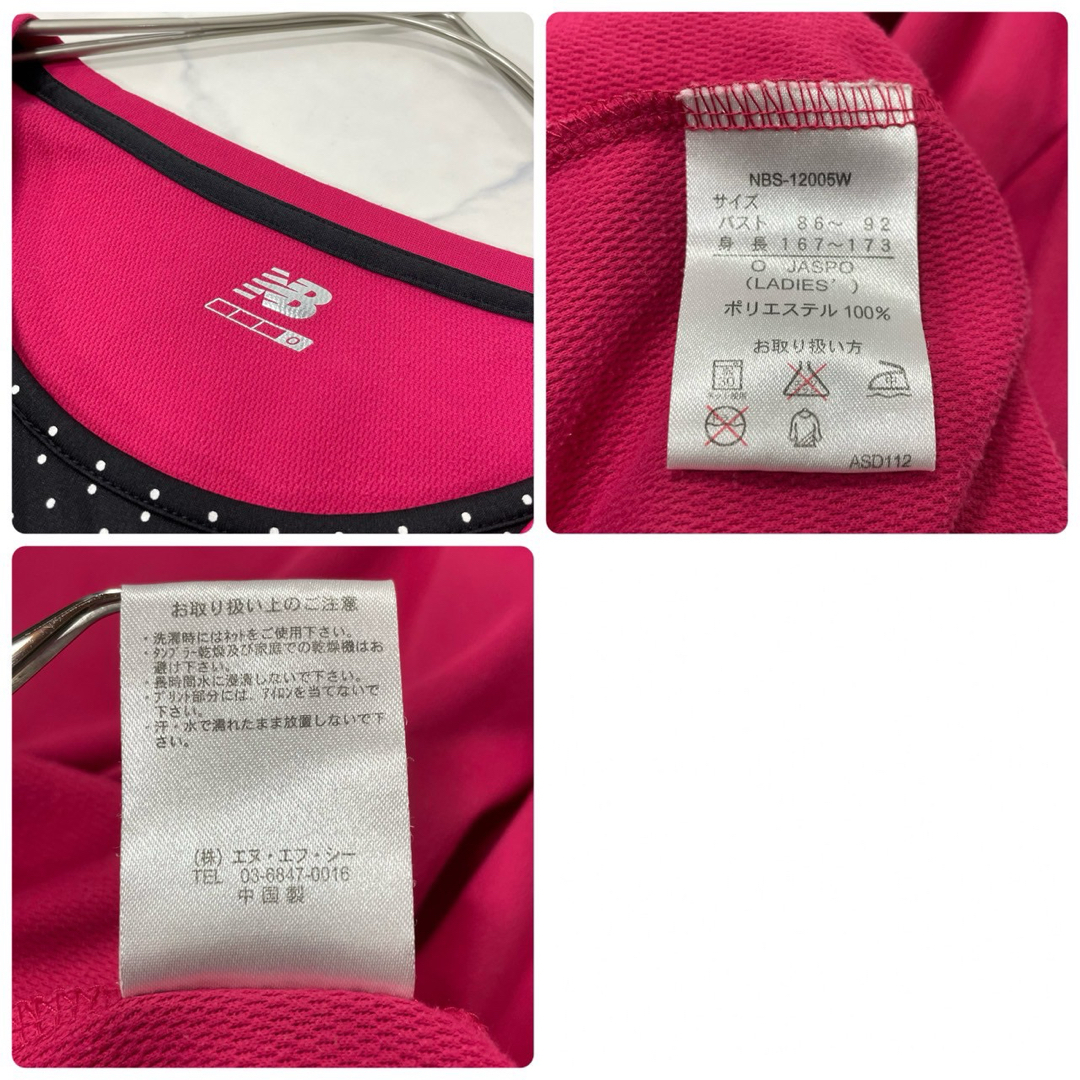 NB
O
NBS-12005W
サイズ
バスト 86～ 92
身長 167～173
O JASPO
(LADIES')
ポリエステル 100%
お取り扱い方
30
中
ASD112
お取り扱い上のご注意
・洗濯時にはネットをご使用下さい。
・タンブラー乾燥及び家庭での乾燥機はお
避け下さい。
・長時間水に浸漬しないで下さい。
・プリント部分には、アイロンを当てないで
下さい。
・汗・水で濡れたまま放置しないで下
さい。
(株) エヌ・エフ・シー
TEL 03-6847-0016
中国製